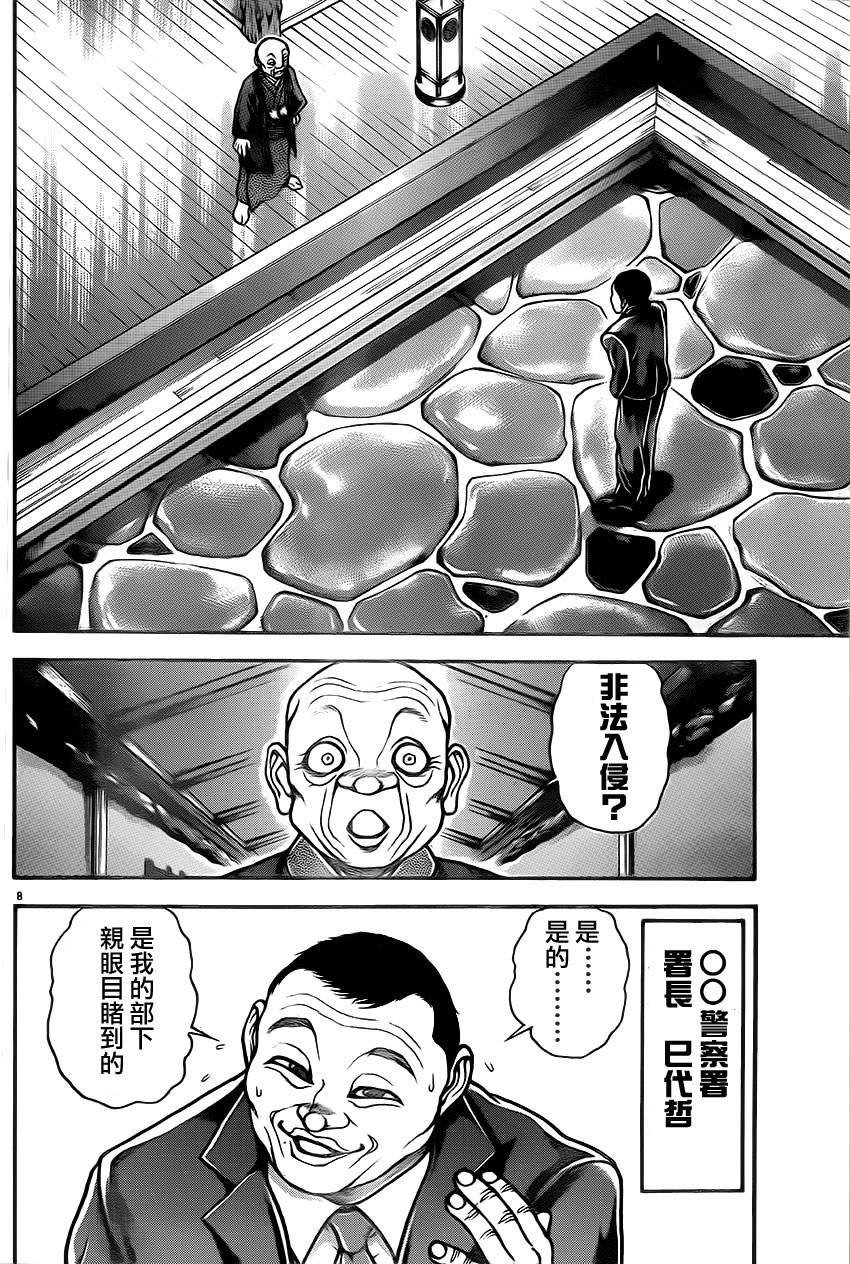 非法入侵？
8
〇〇警察署
署長　巳代哲
是……
是的………
是我的部下
親眼目睹到的